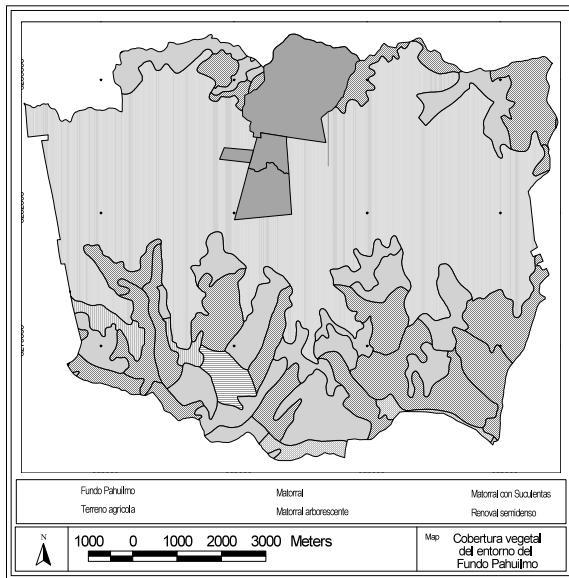 Fundo Pahuilmo
Matorral
Matorral con Suculentas
Terreno agricola
Matorral arborescente
Renoval semidenso
N
1000 0 1000 2000 3000 Meters
Map
Cobertura vegetal
del entorno del
Fundo Pahuilmo